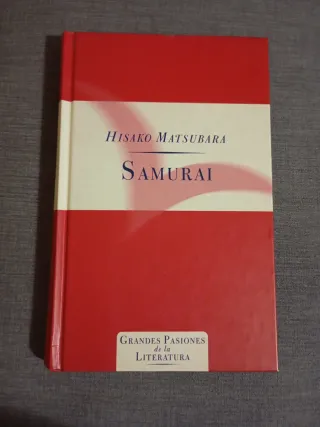 HISAKO MATSUBARA
SAMURAI
GRANDES PASIONES
de la
LITERATURA